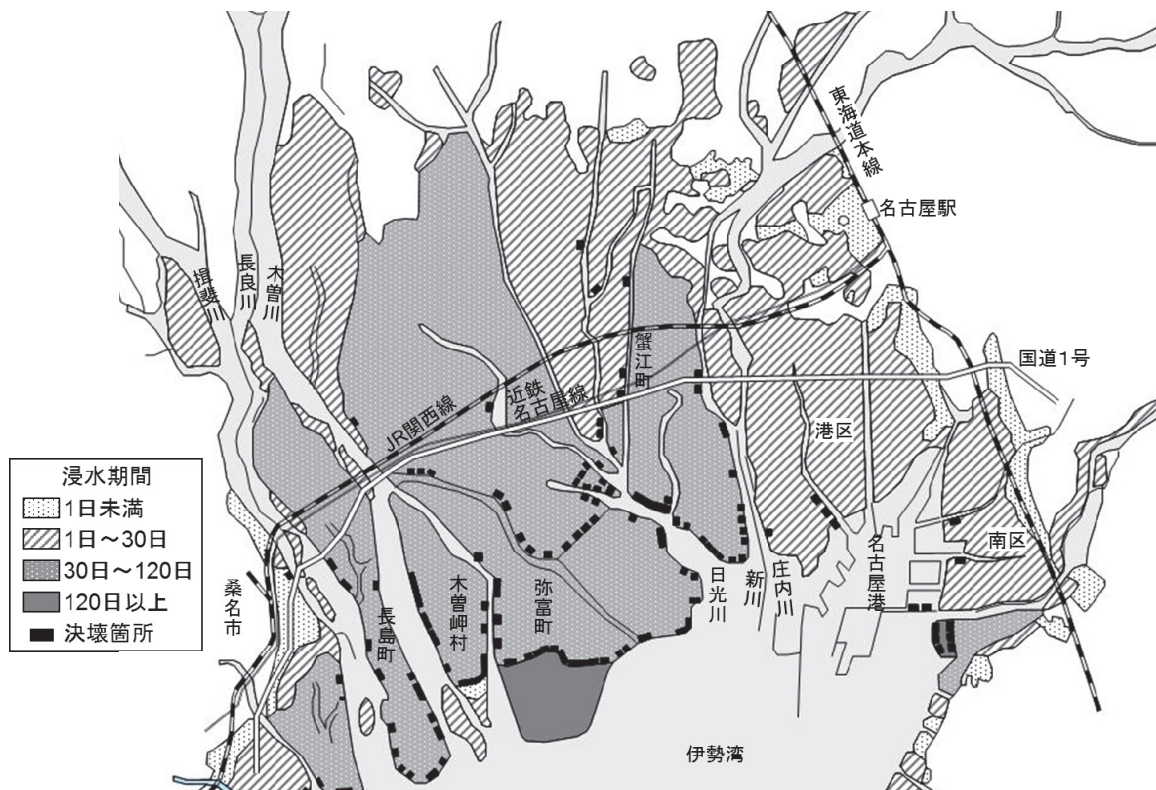 東海道本線
名古屋駅
揖斐川
長良川
木曽川
国道1号
蟹江町
近鉄
名古屋線
JR関西線
港区
浸水期間
1日未満
1日～30日
30日～120日
120日以上
決壊箇所
桑名市
長島町
木曽岬村
弥富町
日光川
新川
庄内川
名古屋港
南区
伊勢湾